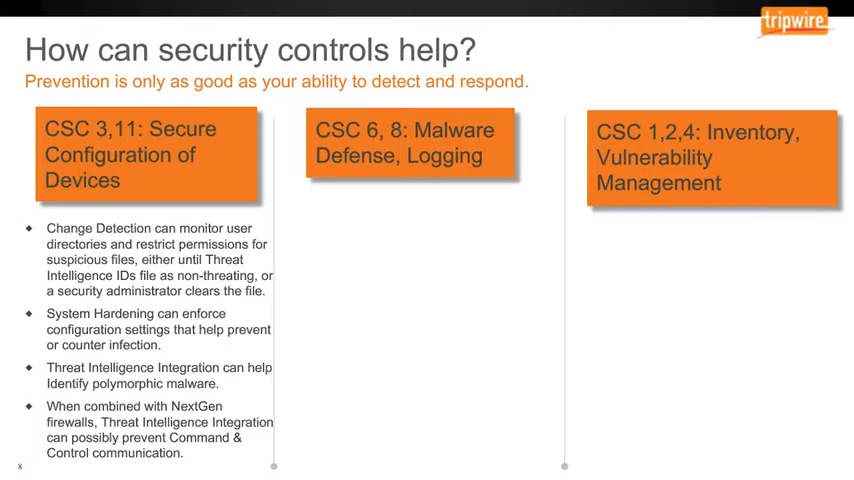 tripwire
How can security controls help?
Prevention is only as good as your ability to detect and respond.
CSC 3,11: Secure
Configuration of
Devices
◆ Change Detection can monitor user
directories and restrict permissions for
suspicious files, either until Threat
Intelligence IDs file as non-threating, or
a security administrator clears the file.
◆ System Hardening can enforce
configuration settings that help prevent
or counter infection.
◆ Threat Intelligence Integration can help
Identify polymorphic malware.
◆ When combined with NextGen
firewalls, Threat Intelligence Integration
can possibly prevent Command &
Control communication.
CSC 6, 8: Malware
Defense, Logging
CSC 1,2,4: Inventory,
Vulnerability
Management
8